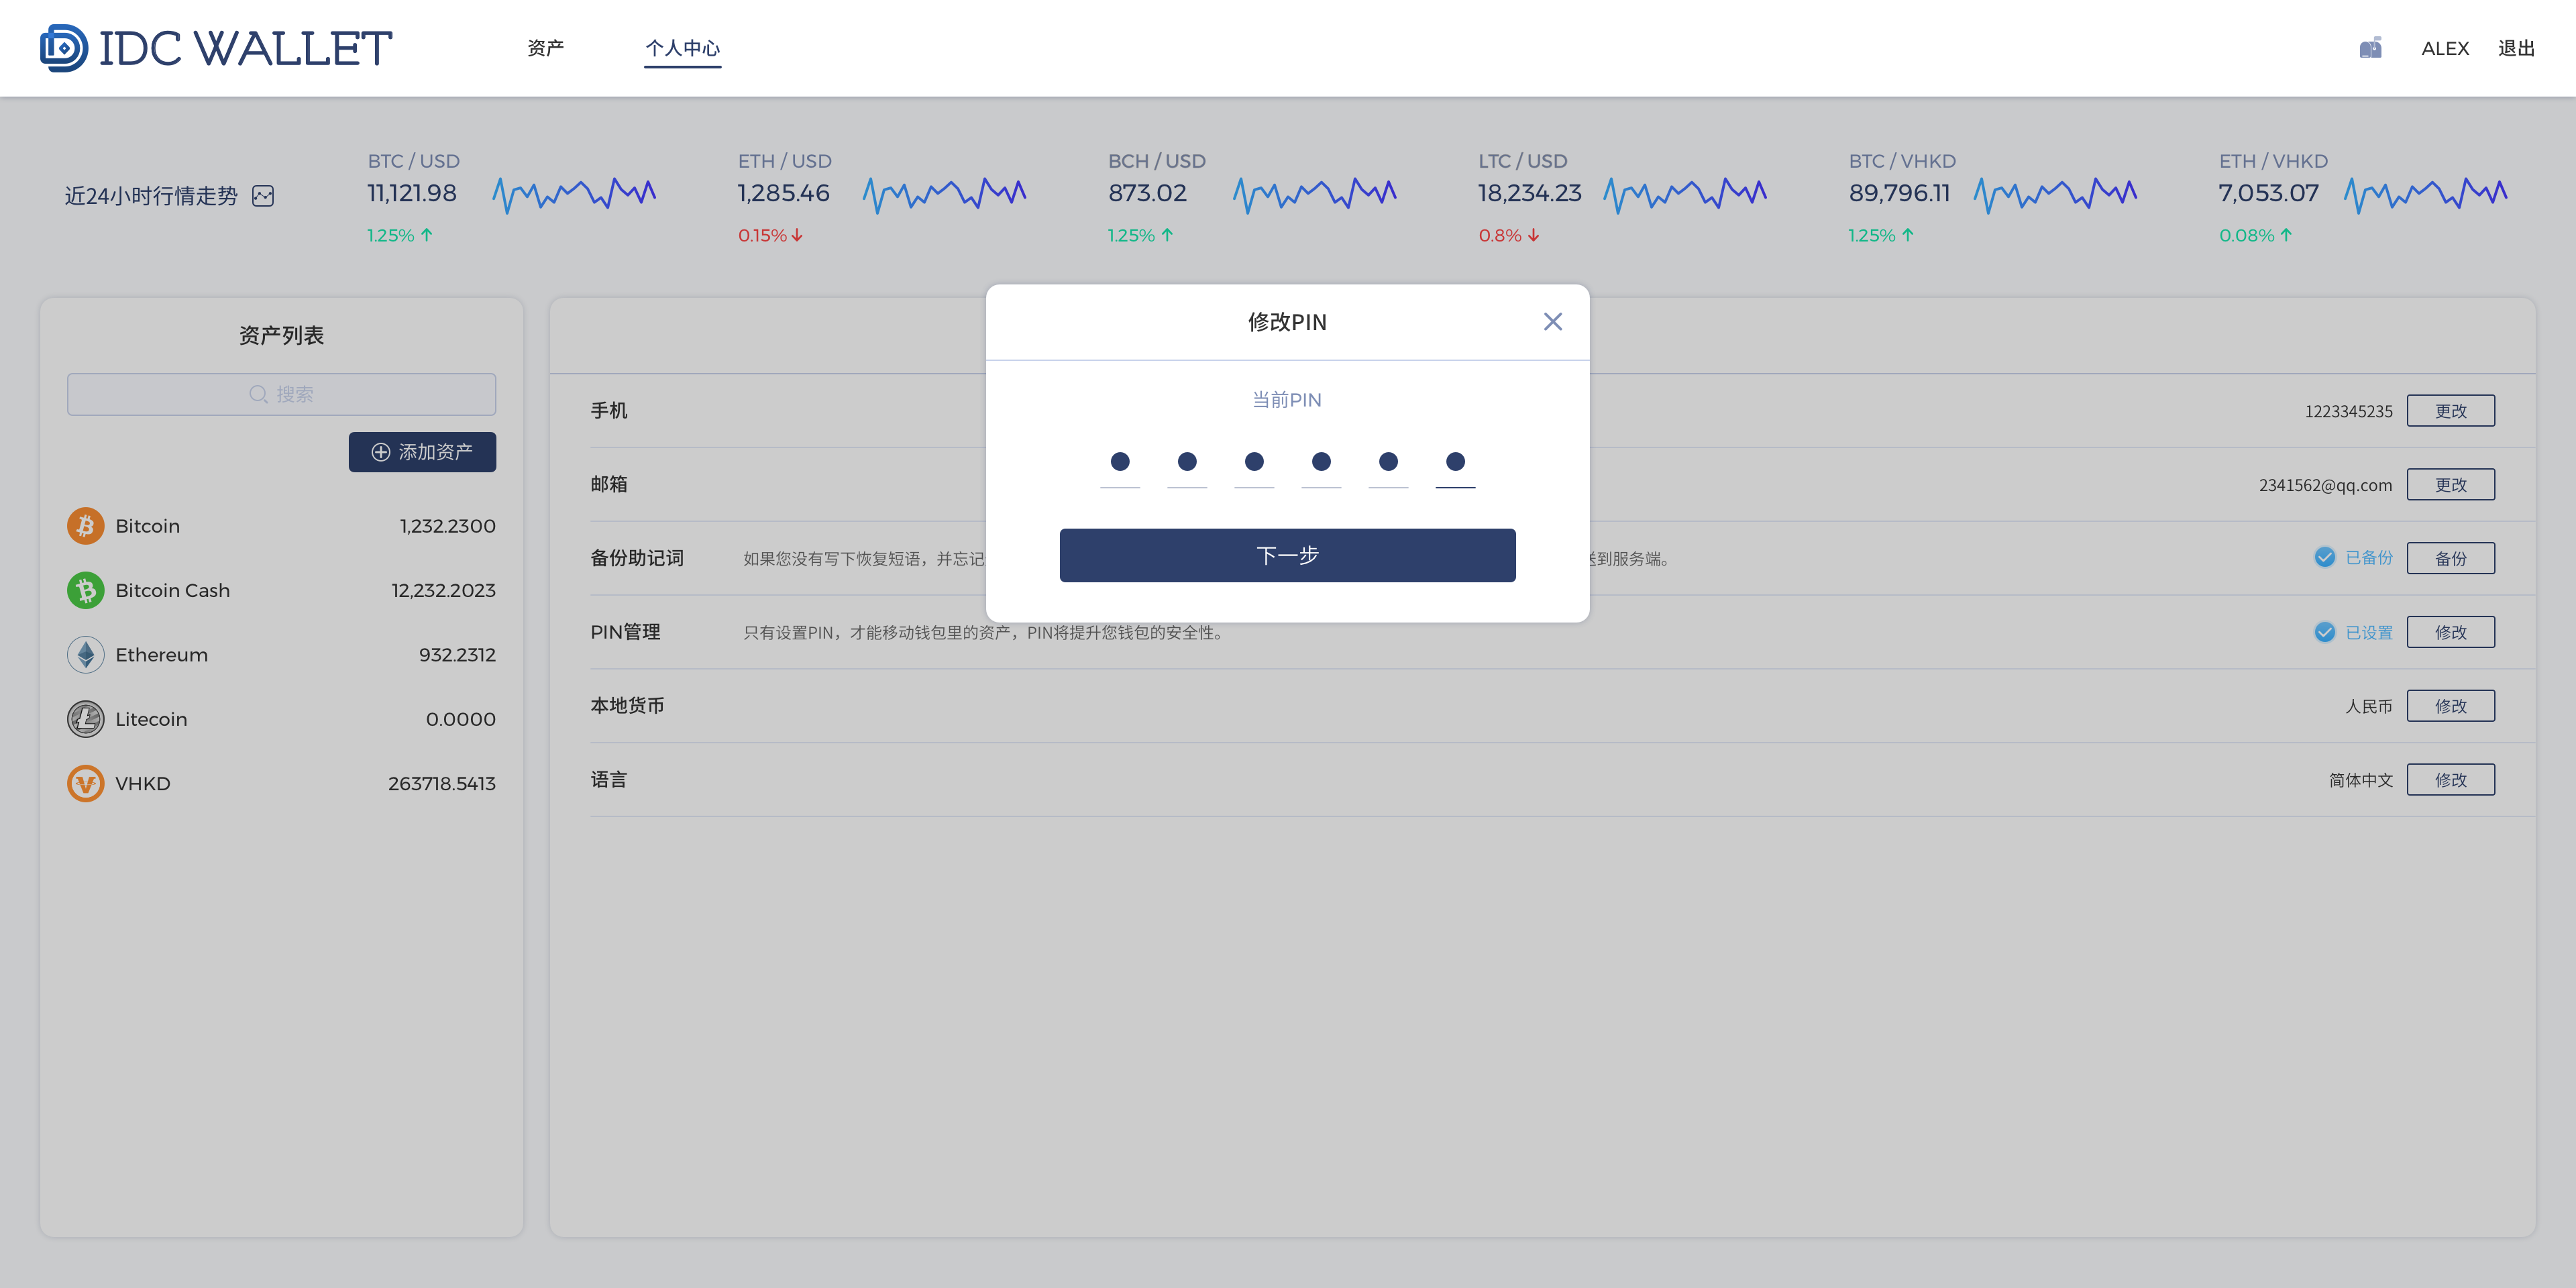 IDC WALLET
资产
个人中心
ALEX
退出
近24小时行情走势
BTC / USD
11,121.98
1.25%
ETH / USD
1,285.46
0.15%
BCH / USD
873.02
1.25%
LTC / USD
18,234.23
0.8%
BTC / VHKD
89,796.11
1.25%
ETH / VHKD
7,053.07
0.08%
资产列表
搜索
添加资产
Bitcoin 1,232.2300
Bitcoin Cash 12,232.2023
Ethereum 932.2312
Litecoin 0.0000
VHKD 263718.5413
修改PIN
当前PIN
下一步
手机 1223345235 更改
邮箱 2341562@qq.com 更改
备份助记词 如果您没有写下恢复短语，并忘记 到服务端。 已备份 备份
PIN管理 只有设置PIN，才能移动钱包里的资产，PIN将提升您钱包的安全性。 已设置 修改
本地货币 人民币 修改
语言 简体中文 修改